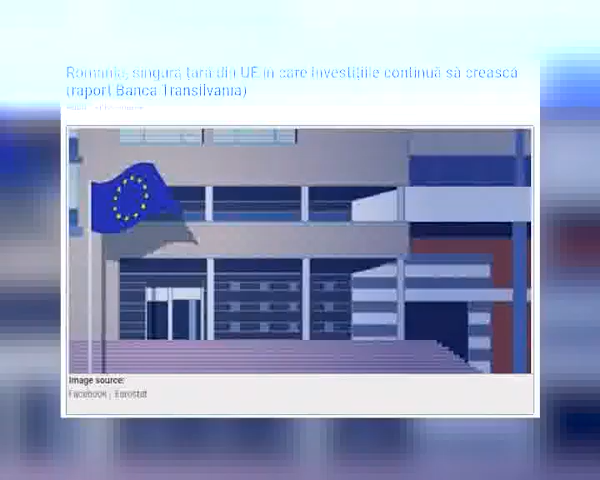 România, singura țară din UE în care investițiile continuă să crească
(raport Banca Transilvania)
Image source:
Facebook | Eurostat